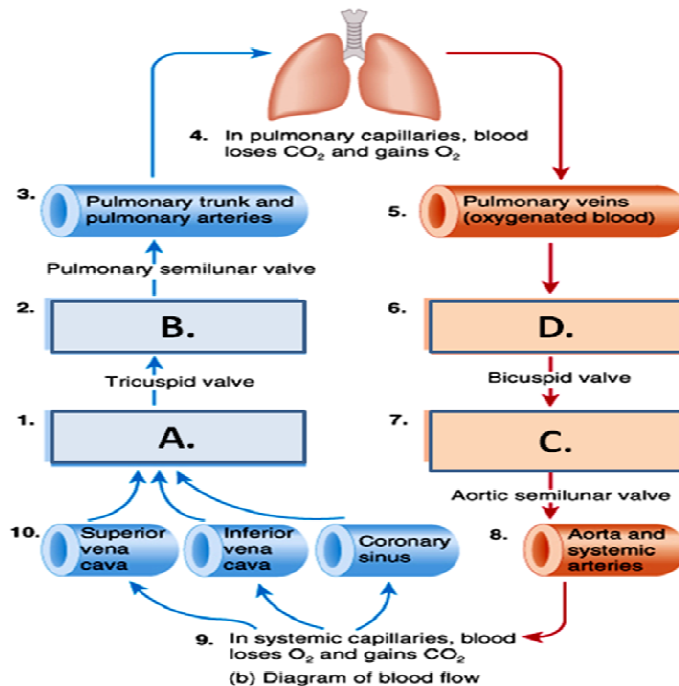 4. In pulmonary capillaries, blood
loses CO₂ and gains O₂
3.
Pulmonary trunk and
pulmonary arteries
5.
Pulmonary veins
(oxygenated blood)
Pulmonary semilunar valve
2.
B.
6.
D.
Tricuspid valve
Bicuspid valve
1.
A.
7.
C.
Aortic semilunar valve
10.
Superior
vena
cava
Inferior
vena
cava
Coronary
sinus
8.
Aorta and
systemic
arteries
9. In systemic capillaries, blood
loses O₂ and gains CO₂
(b) Diagram of blood flow